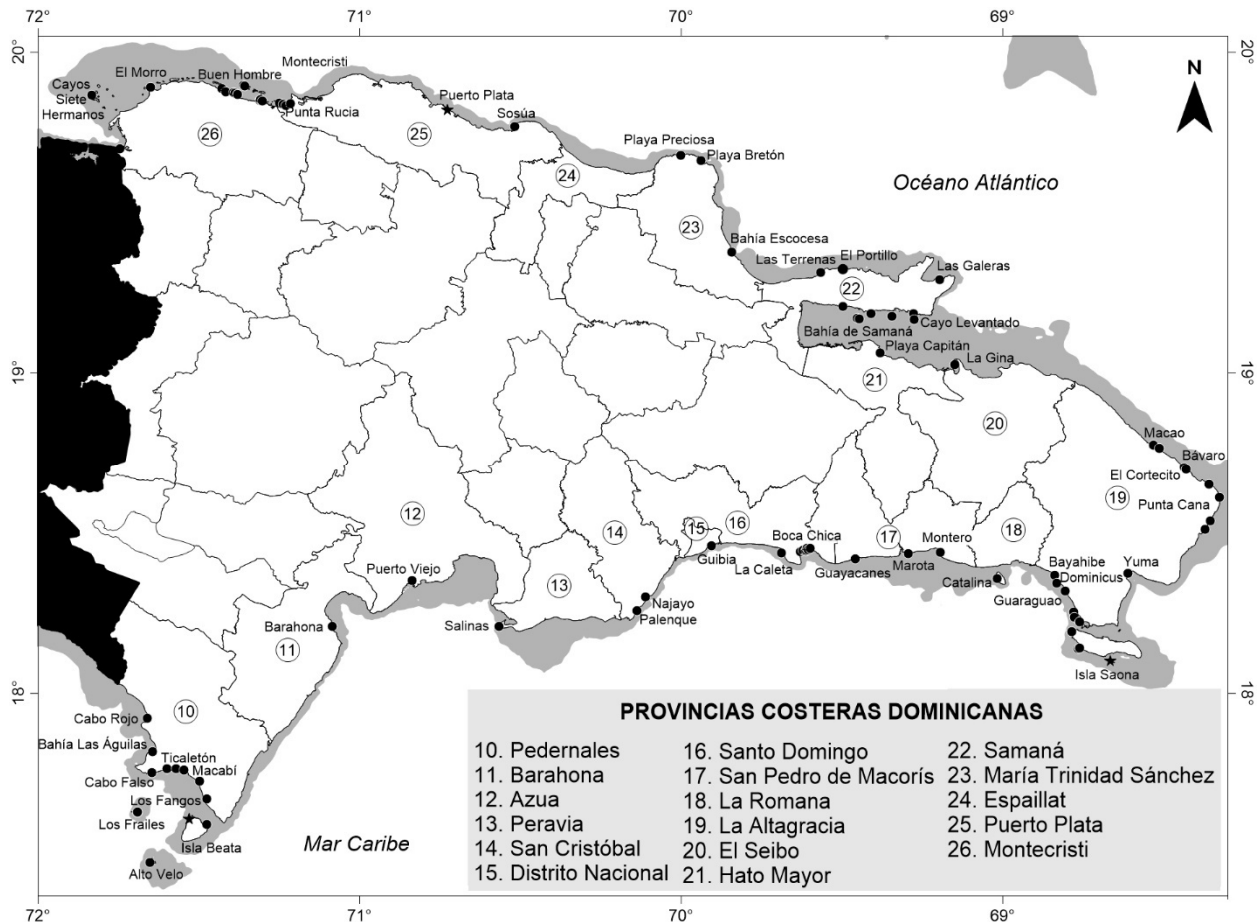 72°
71°
70°
69°
20°
20°
Montecristi
El Morro
Buen Hombre
Cayos
Siete
Hermanos
Punta Rucia
Puerto Plata
Sosúa
N
26
25
24
Playa Preciosa
Playa Bretón
Océano Atlántico
23
Bahía Escocesa
Las Terrenas
El Portillo
Las Galeras
22
Bahía de Samaná
Cayo Levantado
Playa Capitán
La Gina
19°
19°
21
20
Macao
Bávaro
El Cortecito
Punta Cana
19
12
14
15
16
17
18
Puerto Viejo
Boca Chica
Montero
Guibia
La Caleta
Guayacanes
Marota
Catalina
Bayahibe
Dominicus
Yuma
Guaraguao
13
Najayo
Palenque
Salinas
Barahona
11
Isla Saona
18°
18°
10
Cabo Rojo
Bahía Las Águilas
Ticaletón
Macabí
Cabo Falso
Los Fangos
Los Frailes
Isla Beata
Alto Velo
Mar Caribe
PROVINCIAS COSTERAS DOMINICANAS
10. Pedernales
11. Barahona
12. Azua
13. Peravia
14. San Cristóbal
15. Distrito Nacional
16. Santo Domingo
17. San Pedro de Macorís
18. La Romana
19. La Altagracia
20. El Seibo
21. Hato Mayor
22. Samaná
23. María Trinidad Sánchez
24. Espaillat
25. Puerto Plata
26. Montecristi
72°
71°
70°
69°